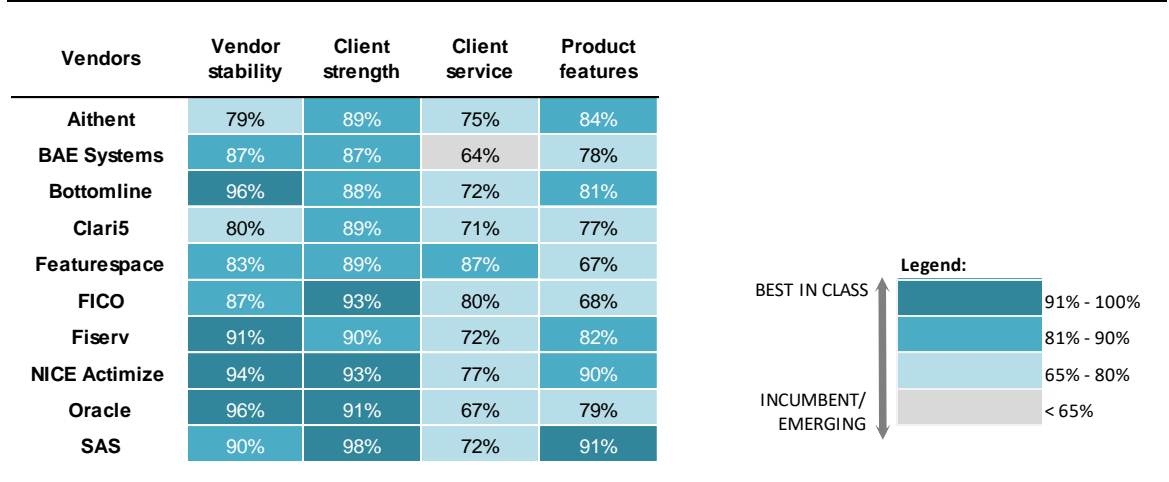 Vendors Vendor stability Client strength Client service Product features
Aithent 79% 89% 75% 84%
BAE Systems 87% 87% 64% 78%
Bottomline 96% 88% 72% 81%
Clari5 80% 89% 71% 77%
Featurespace 83% 89% 87% 67%
FICO 87% 93% 80% 68%
Fiserv 91% 90% 72% 82%
NICE Actimize 94% 93% 77% 90%
Oracle 96% 91% 67% 79%
SAS 90% 98% 72% 91%
Legend:
BEST IN CLASS
91% - 100%
81% - 90%
65% - 80%
INCUMBENT/
EMERGING
< 65%